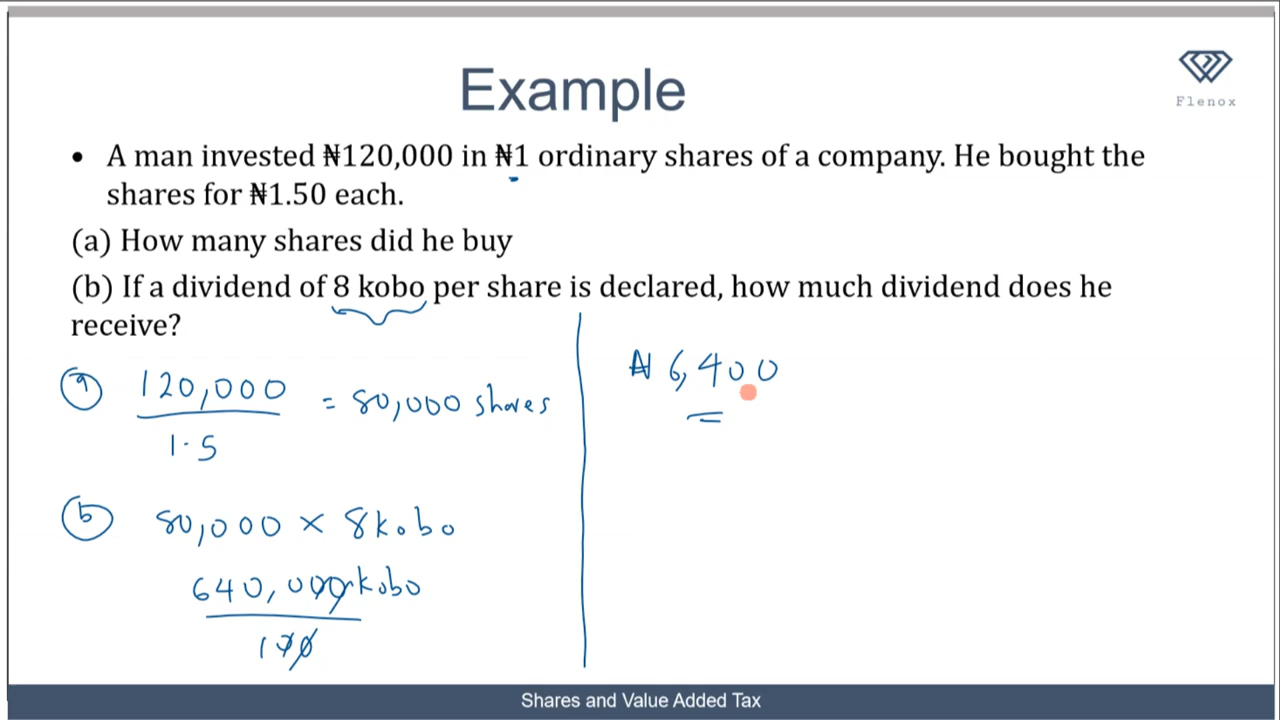 Example
Flenox
• A man invested ₦120,000 in ₦1 ordinary shares of a company. He bought the
shares for ₦1.50 each.
(a) How many shares did he buy
(b) If a dividend of 8 kobo per share is declared, how much dividend does he
receive?
(a) 120,000 / 1.5 = 80,000 shares
(b) 80,000 × 8 kobo
640,000 kobo
100
₦ 6,400
Shares and Value Added Tax